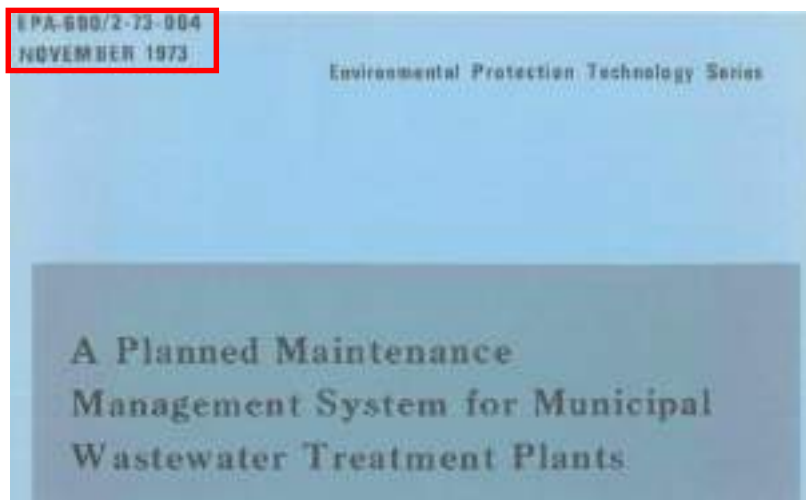 EPA-600/2-73-004
NOVEMBER 1973
Environmental Protection Technology Series
A Planned Maintenance
Management System for Municipal
Wastewater Treatment Plants